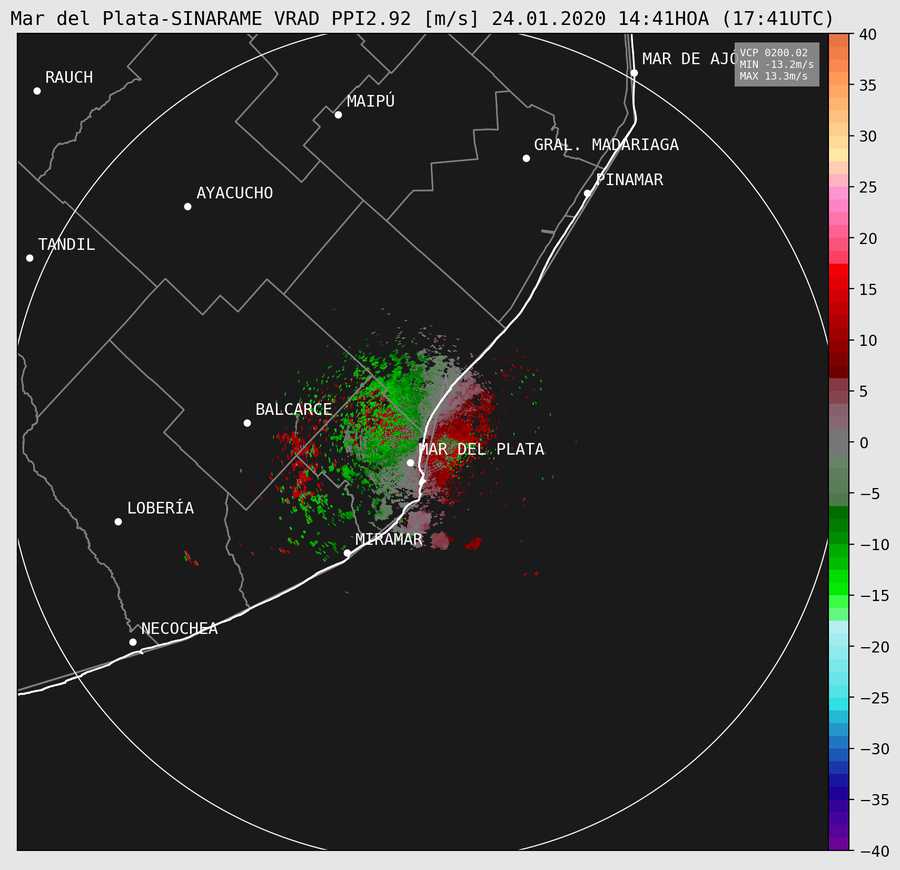 Mar del Plata-SINARAME VRAD PPI2.92 [m/s] 24.01.2020 14:41HOA (17:41UTC)
VCP 0200.02
MIN -13.2m/s
MAX 13.3m/s
MAR DE AJÓ
RAUCH
MAIPÚ
GRAL. MADARIAGA
PINAMAR
AYACUCHO
TANDIL
BALCARCE
MAR DEL PLATA
LOBERÍA
MIRAMAR
NECOCHEA
40
35
30
25
20
15
10
5
0
−5
−10
−15
−20
−25
−30
−35
−40